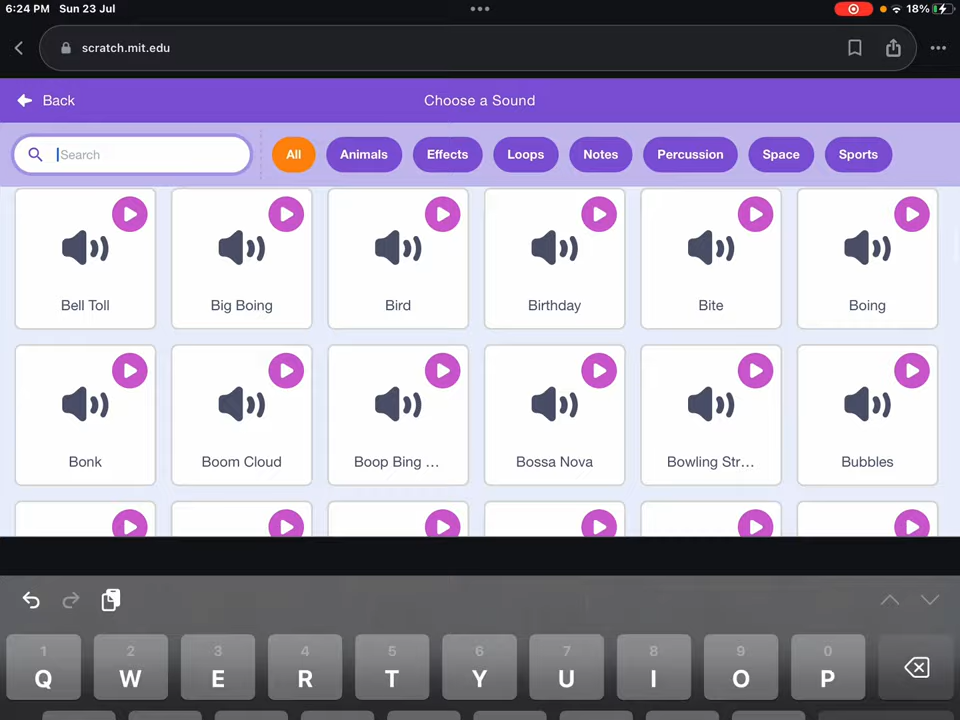 6:24 PM Sun 23 Jul
18%
scratch.mit.edu
Back
Choose a Sound
Search
All
Animals
Effects
Loops
Notes
Percussion
Space
Sports
Bell Toll
Big Boing
Bird
Birthday
Bite
Boing
Bonk
Boom Cloud
Boop Bing ...
Bossa Nova
Bowling Str...
Bubbles
1 2 3 4 5 6 7 8 9 0
Q W E R T Y U I O P